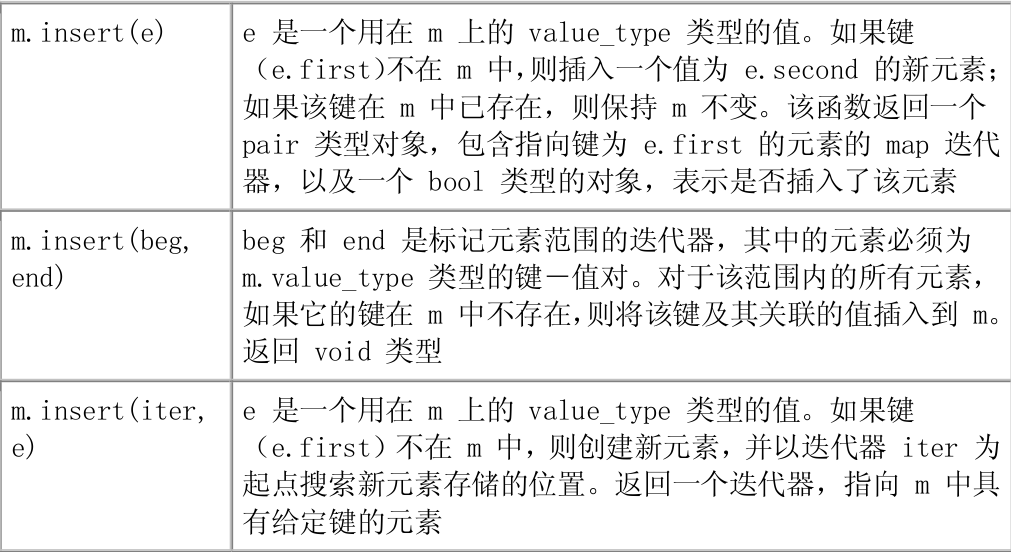 m.insert(e)
e 是一个用在 m 上的 value_type 类型的值。如果键
（e.first)不在 m 中，则插入一个值为 e.second 的新元素；
如果该键在 m 中已存在，则保持 m 不变。该函数返回一个
pair 类型对象，包含指向键为 e.first 的元素的 map 迭代
器，以及一个 bool 类型的对象，表示是否插入了该元素
m.insert(beg,
end)
beg 和 end 是标记元素范围的迭代器，其中的元素必须为
m.value_type 类型的键－值对。对于该范围内的所有元素，
如果它的键在 m 中不存在，则将该键及其关联的值插入到 m。
返回 void 类型
m.insert(iter,
e)
e 是一个用在 m 上的 value_type 类型的值。如果键
（e.first）不在 m 中，则创建新元素，并以迭代器 iter 为
起点搜索新元素存储的位置。返回一个迭代器，指向 m 中具
有给定键的元素